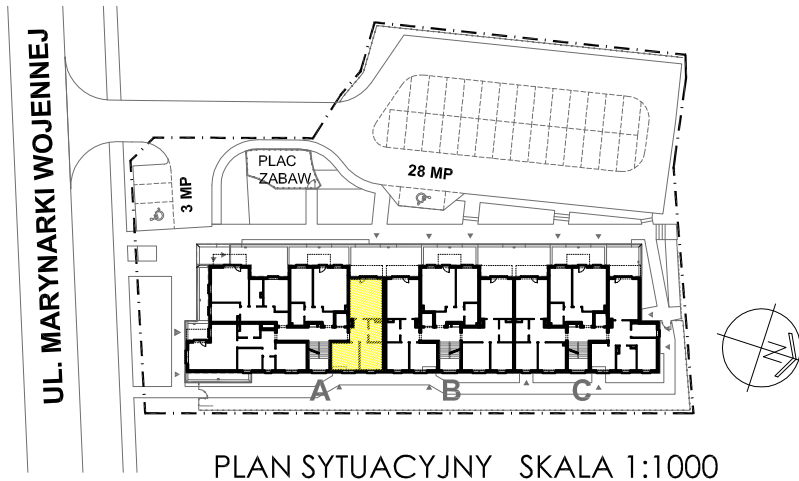 UL. MARYNARKI WOJENNEJ
PLAC
ZABAW
3 MP
28 MP
A
B
C
N
PLAN SYTUACYJNY SKALA 1:1000